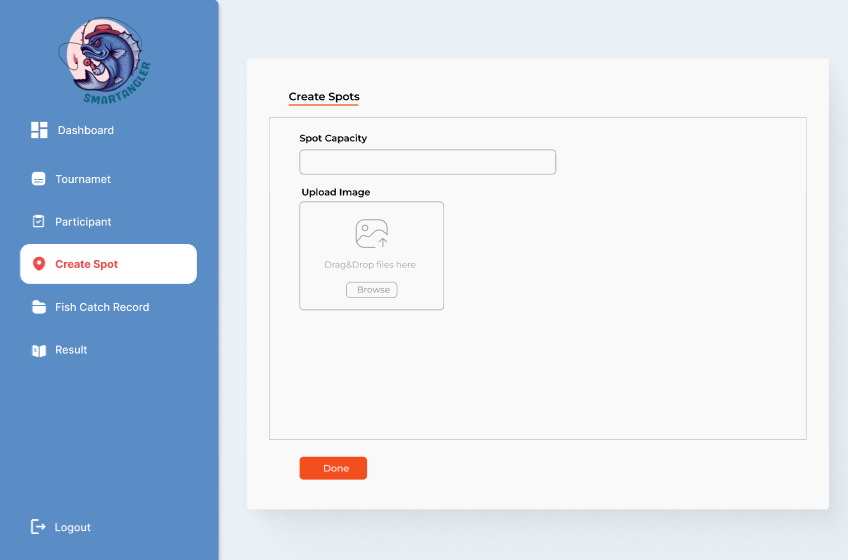 SMARTANGLER
Dashboard
Tournamet
Participant
Create Spot
Fish Catch Record
Result
Logout
Create Spots
Spot Capacity
Upload Image
Drag&Drop files here
Browse
Done